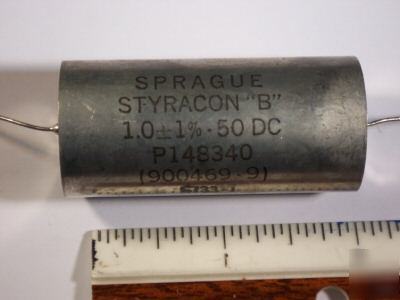 SPRAGUE
STYRACON "B"
1.0±1%·50 DC
P148340
(900469-9)